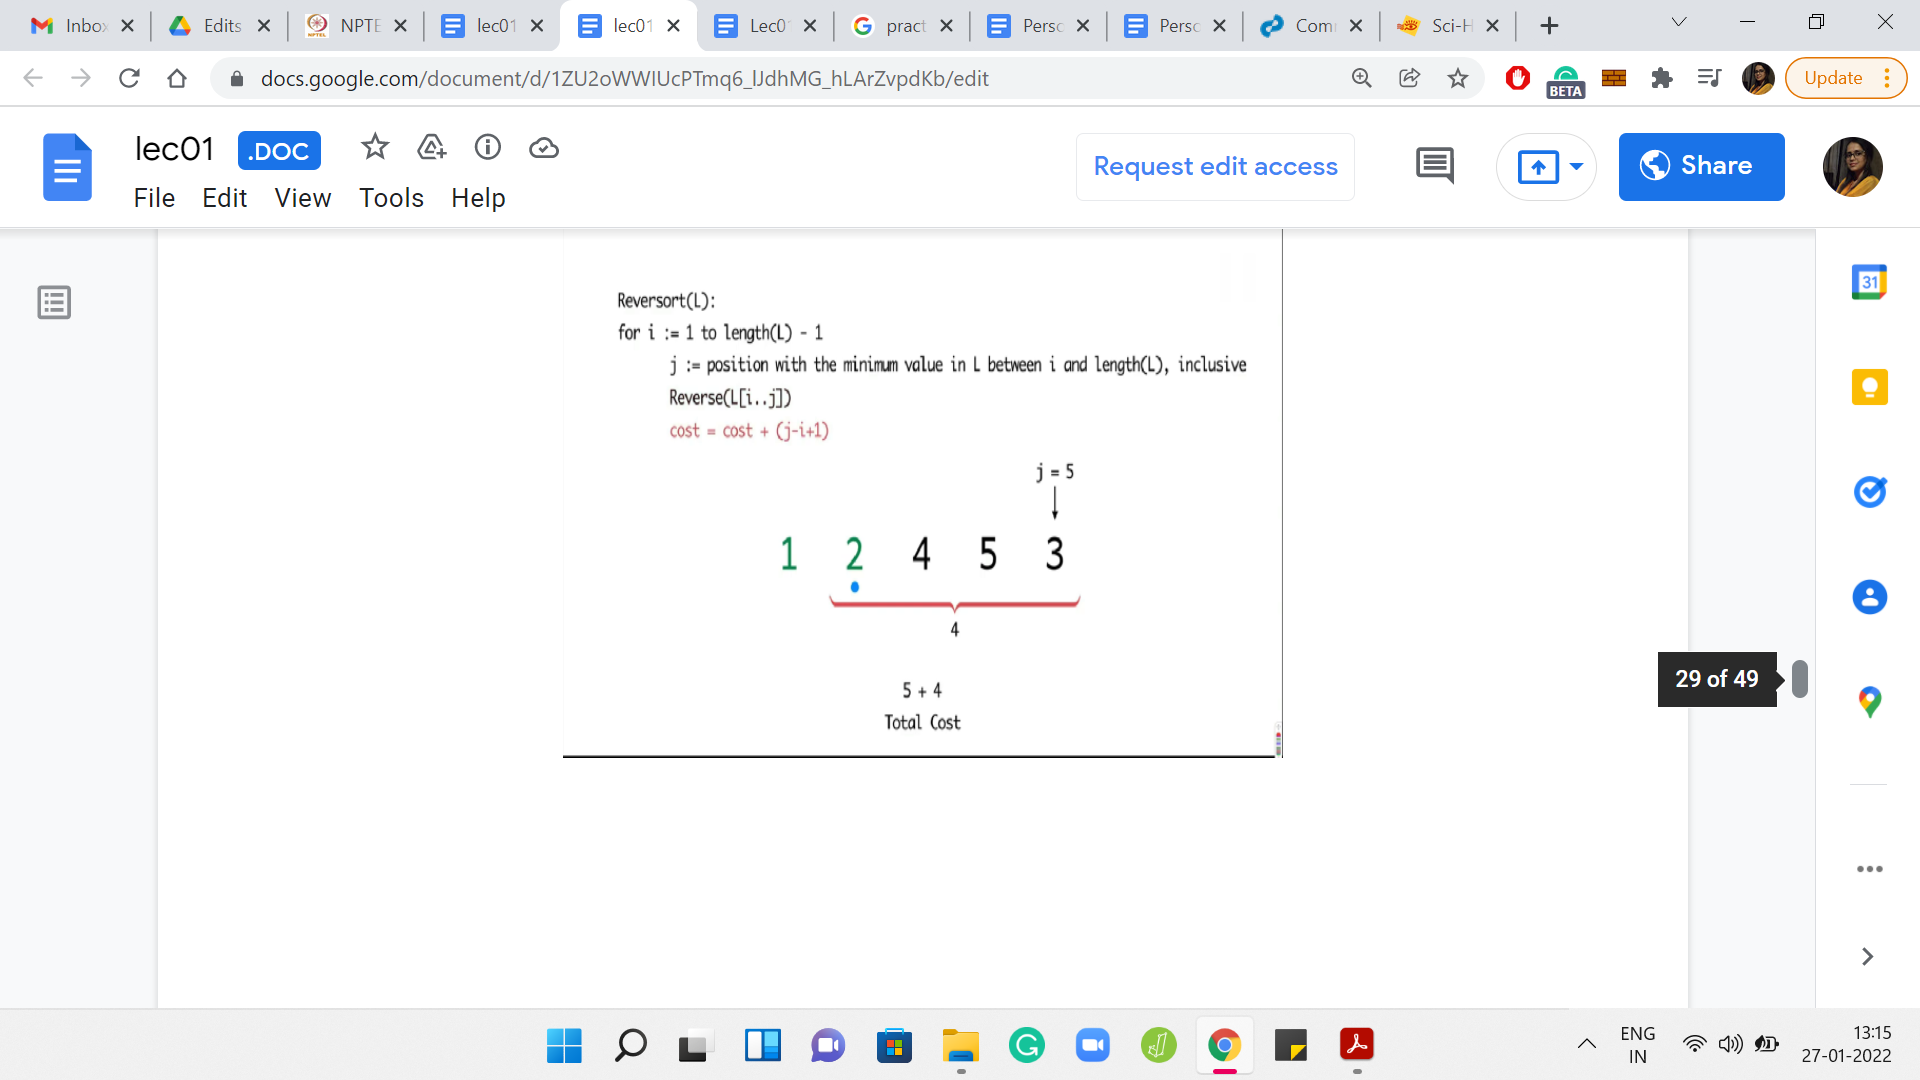 Inbox
Edits
NPTE
lec01
lec01
Lec01
pract
Perso
Perso
Com
Sci-H
docs.google.com/document/d/1ZU2oWWIUcPTmq6_lJdhMG_hLArZvpdKb/edit
BETA
Update
lec01 .DOC
Request edit access
Share
File Edit View Tools Help
31
Reversort(L):
for i := 1 to length(L) - 1
j := position with the minimum value in L between i and length(L), inclusive
Reverse(L[i..j])
cost = cost + (j-i+1)
j = 5
1 2 4 5 3
4
5 + 4
Total Cost
29 of 49
ENG
IN
13:15
27-01-2022